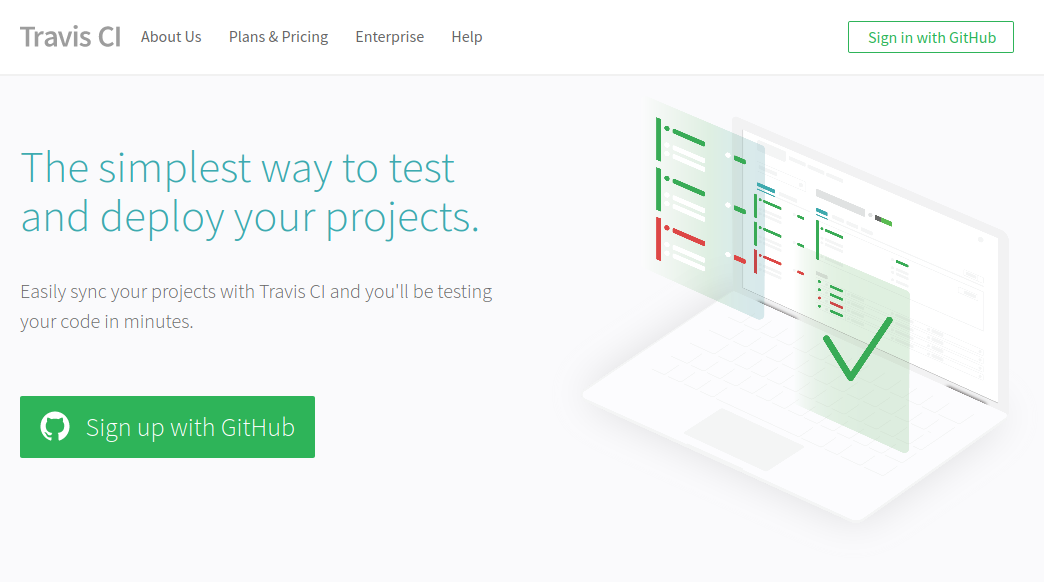 Travis CI
About Us
Plans & Pricing
Enterprise
Help
Sign in with GitHub
The simplest way to test
and deploy your projects.
Easily sync your projects with Travis CI and you'll be testing
your code in minutes.
Sign up with GitHub